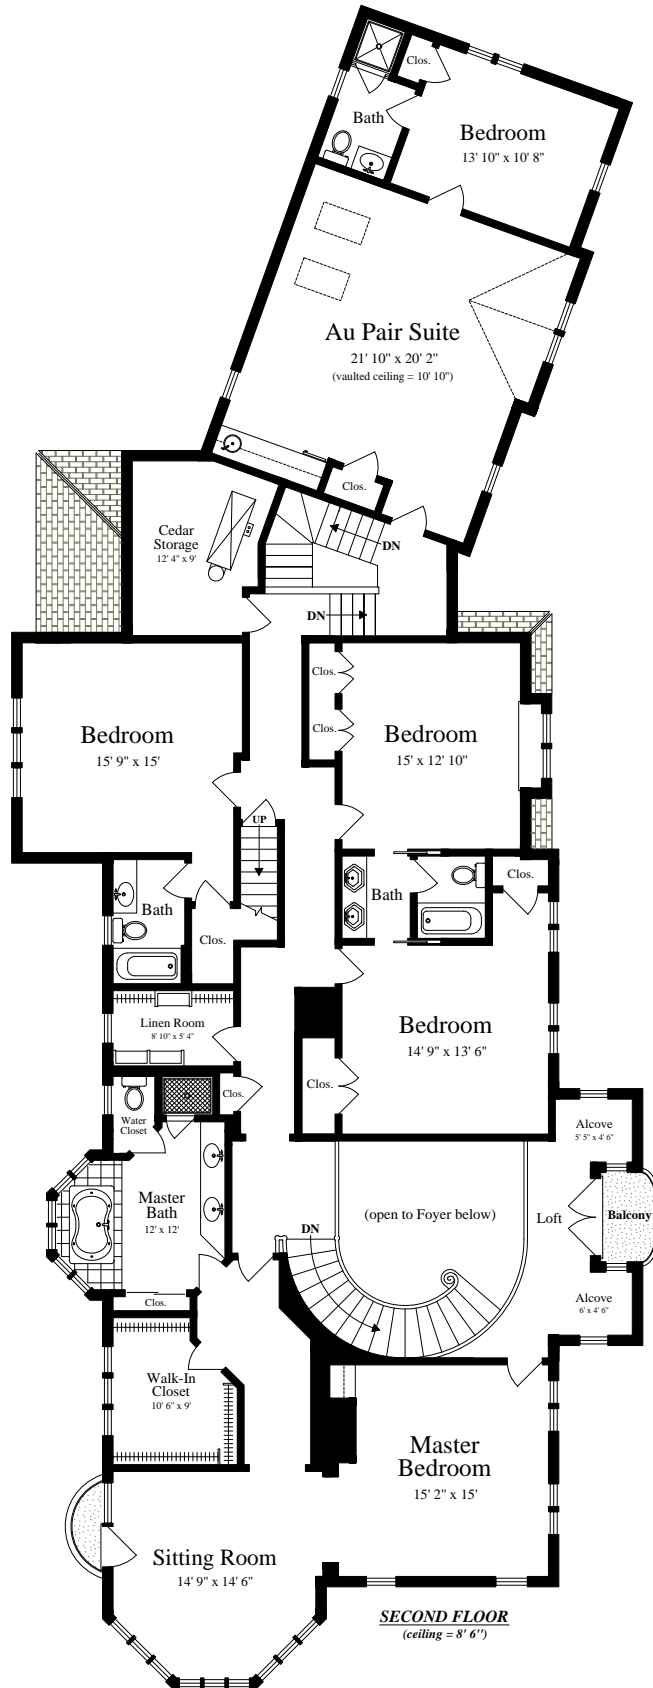 Clos.
Bath
Bedroom
13' 10" x 10' 8"
Au Pair Suite
21' 10" x 20' 2"
(vaulted ceiling = 10' 10")
Clos.
Cedar
Storage
12' 4" x 9'
DN
DN
Clos.
Bedroom
15' 9" x 15'
Clos.
Bedroom
15' x 12' 10"
UP
Bath
Clos.
Bath
Clos.
Linen Room
8' 10" x 5' 4"
Bedroom
14' 9" x 13' 6"
Clos.
Clos.
Water
Closet
Alcove
5' 5" x 4' 6"
Master
Bath
12' x 12'
(open to Foyer below)
Loft
Balcony
DN
Clos.
Alcove
6' x 4' 6"
Walk-In
Closet
10' 6" x 9'
Master
Bedroom
15' 2" x 15'
Sitting Room
14' 9" x 14' 6"
SECOND FLOOR
(ceiling = 8' 6")